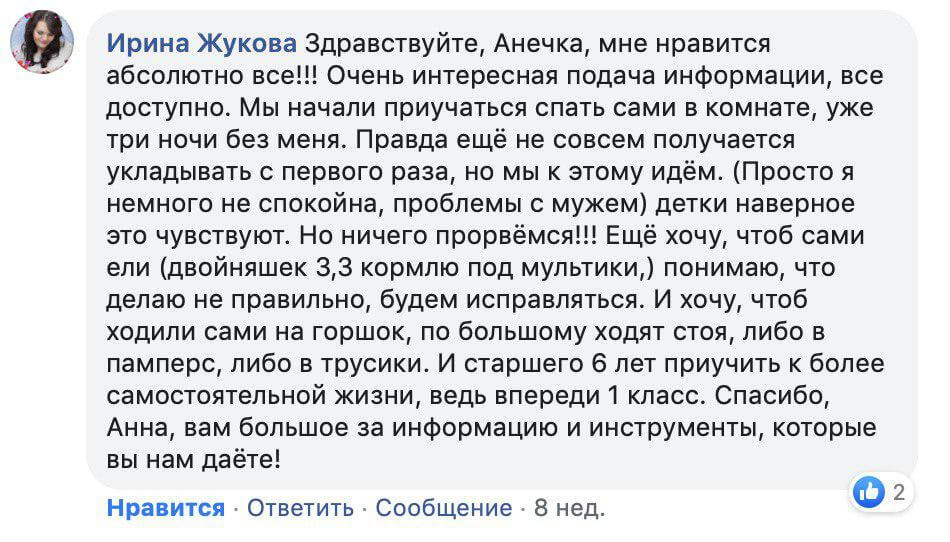 Ирина Жукова Здравствуйте, Анечка, мне нравится
абсолютно все!!! Очень интересная подача информации, все
доступно. Мы начали приучаться спать сами в комнате, уже
три ночи без меня. Правда ещё не совсем получается
укладывать с первого раза, но мы к этому идём. (Просто я
немного не спокойна, проблемы с мужем) детки наверное
это чувствуют. Но ничего прорвёмся!!! Ещё хочу, чтоб сами
ели (двойняшек 3,3 кормлю под мультики,) понимаю, что
делаю не правильно, будем исправляться. И хочу, чтоб
ходили сами на горшок, по большому ходят стоя, либо в
памперс, либо в трусики. И старшего 6 лет приучить к более
самостоятельной жизни, ведь впереди 1 класс. Спасибо,
Анна, вам большое за информацию и инструменты, которые
вы нам даёте!
2
Нравится · Ответить · Сообщение · 8 нед.